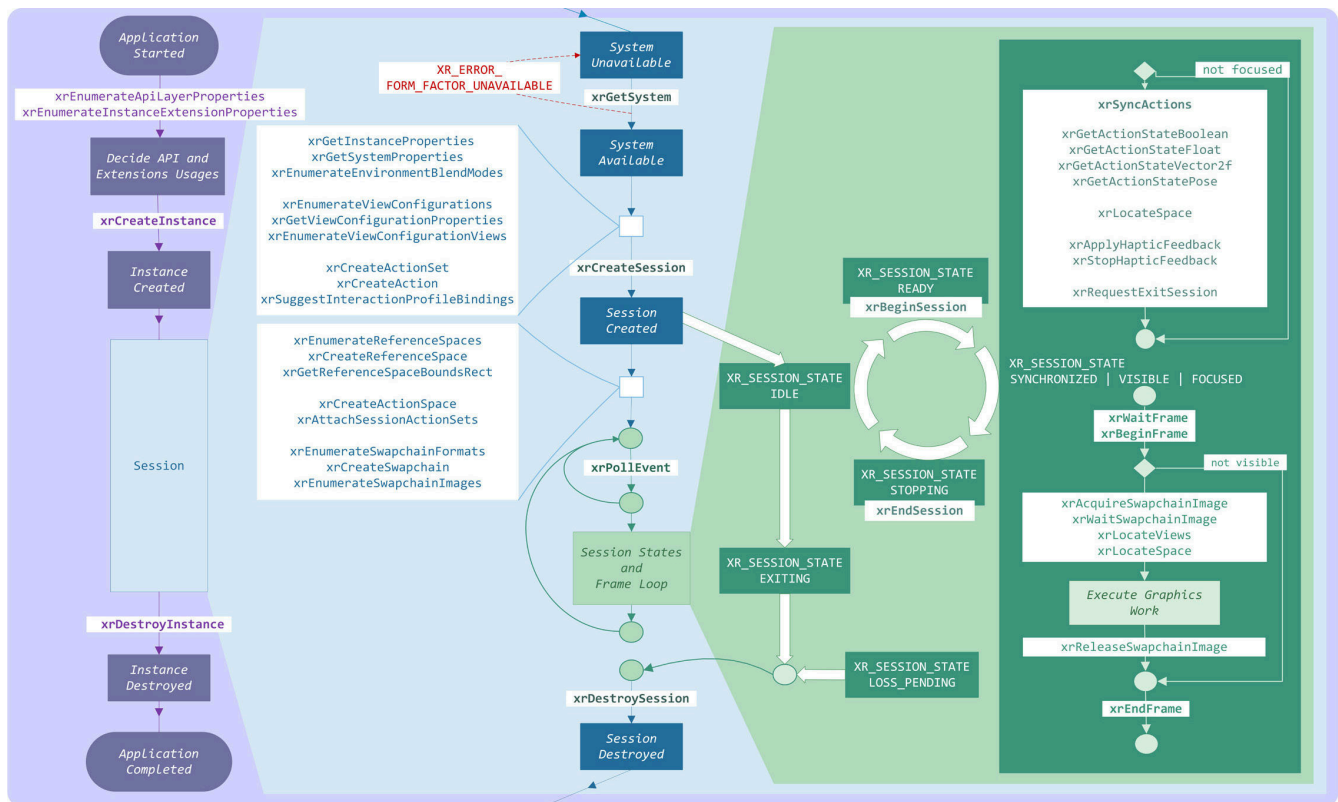 Application
Started
xrEnumerateApiLayerProperties
xrEnumerateInstanceExtensionProperties
Decide API and
Extensions Usages
xrCreateInstance
Instance
Created
Session
xrDestroyInstance
Instance
Destroyed
Application
Completed
System
Unavailable
XR_ERROR_
FORM_FACTOR_UNAVAILABLE
xrGetSystem
System
Available
xrGetInstanceProperties
xrGetSystemProperties
xrEnumerateEnvironmentBlendModes
xrEnumerateViewConfigurations
xrGetViewConfigurationProperties
xrEnumerateViewConfigurationViews
xrCreateActionSet
xrCreateAction
xrSuggestInteractionProfileBindings
xrCreateSession
Session
Created
xrEnumerateReferenceSpaces
xrCreateReferenceSpace
xrGetReferenceSpaceBoundsRect
xrCreateActionSpace
xrAttachSessionActionSets
xrEnumerateSwapchainFormats
xrCreateSwapchain
xrEnumerateSwapchainImages
xrPollEvent
Session States
and
Frame Loop
xrDestroySession
Session
Destroyed
XR_SESSION_STATE
IDLE
XR_SESSION_STATE
EXITING
XR_SESSION_STATE
LOSS_PENDING
XR_SESSION_STATE
READY
xrBeginSession
XR_SESSION_STATE
STOPPING
xrEndSession
not focused
xrSyncActions
xrGetActionStateBoolean
xrGetActionStateFloat
xrGetActionStateVector2f
xrGetActionStatePose
xrLocateSpace
xrApplyHapticFeedback
xrStopHapticFeedback
xrRequestExitSession
XR_SESSION_STATE
SYNCHRONIZED | VISIBLE | FOCUSED
xrWaitFrame
xrBeginFrame
not visible
xrAcquireSwapchainImage
xrWaitSwapchainImage
xrLocateViews
xrLocateSpace
Execute Graphics
Work
xrReleaseSwapchainImage
xrEndFrame